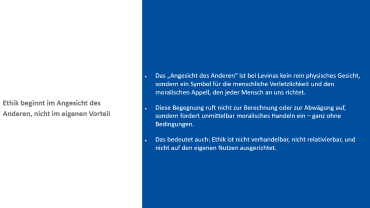 Ethik beginnt im Angesicht des
Anderen, nicht im eigenen Vorteil
• Das „Angesicht des Anderen“ ist bei Levinas kein rein physisches Gesicht,
sondern ein Symbol für die menschliche Verletzlichkeit und den
moralischen Appell, den jeder Mensch an uns richtet.
• Diese Begegnung ruft nicht zur Berechnung oder zur Abwägung auf,
sondern fordert unmittelbar moralisches Handeln ein – ganz ohne
Bedingungen.
• Das bedeutet auch: Ethik ist nicht verhandelbar, nicht relativierbar, und
nicht auf den eigenen Nutzen ausgerichtet.